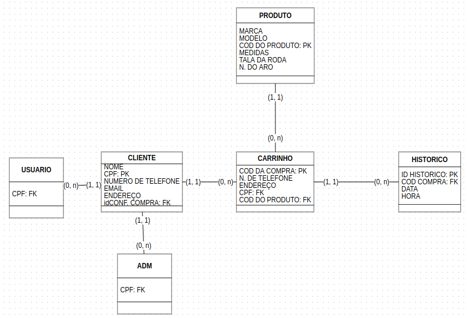 PRODUTO
MARCA
MODELO
COD DO PRODUTO: PK
MEDIDAS
TALA DA RODA
N. DO ARO
(1, 1)
(0, n)
USUARIO
CPF: FK
(0, n)
(1, 1)
CLIENTE
NOME
CPF: PK
NUMERO DE TELEFONE
EMAIL
ENDEREÇO
idCONF. COMPRA: FK
(1, 1)
(0, n)
CARRINHO
COD DA COMPRA: PK
N. DE TELEFONE
ENDEREÇO
CPF: FK
COD DO PRODUTO: FK
(1, 1)
(0, n)
HISTORICO
ID HISTORICO: PK
COD COMPRA: FK
DATA
HORA
(1, 1)
(0, n)
ADM
CPF: FK